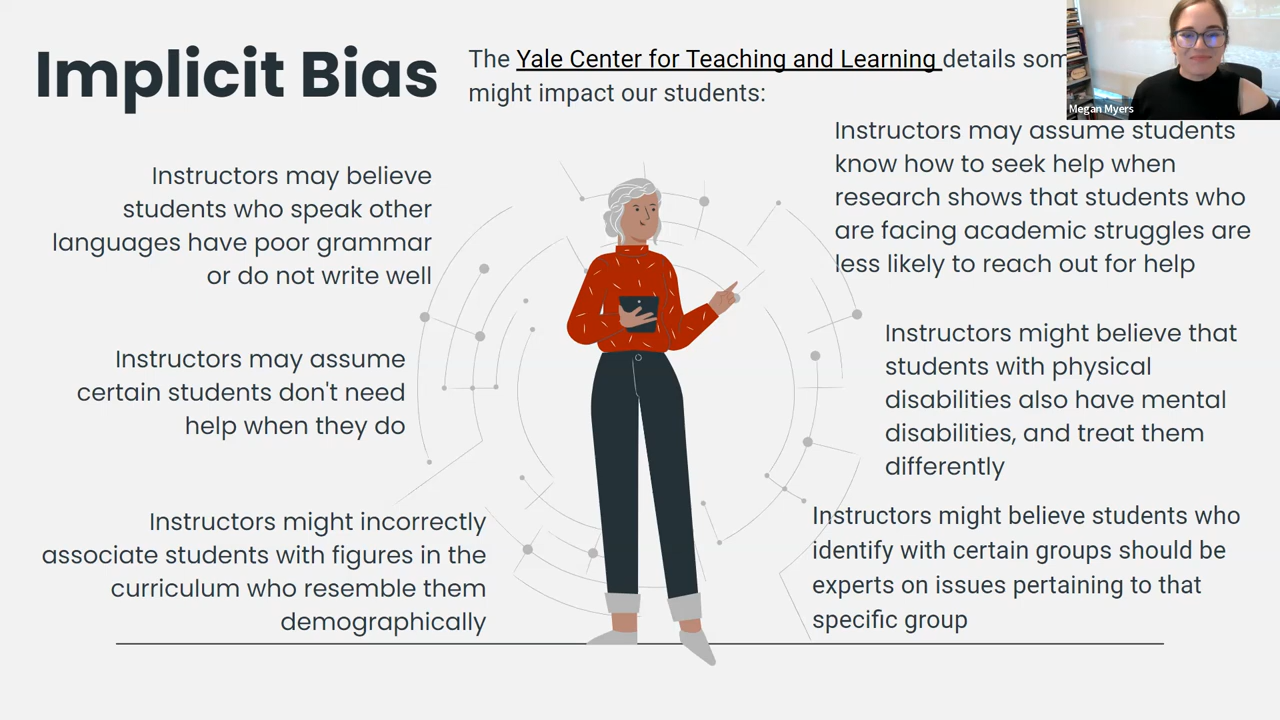 Implicit Bias
The Yale Center for Teaching and Learning details
might impact our students:
Megan Myers
Instructors may believe
students who speak other
languages have poor grammar
or do not write well
Instructors may assume
certain students don't need
help when they do
Instructors might incorrectly
associate students with figures in the
curriculum who resemble them
demographically
Instructors may assume students
know how to seek help when
research shows that students who
are facing academic struggles are
less likely to reach out for help
Instructors might believe that
students with physical
disabilities also have mental
disabilities, and treat them
differently
Instructors might believe students who
identify with certain groups should be
experts on issues pertaining to that
specific group